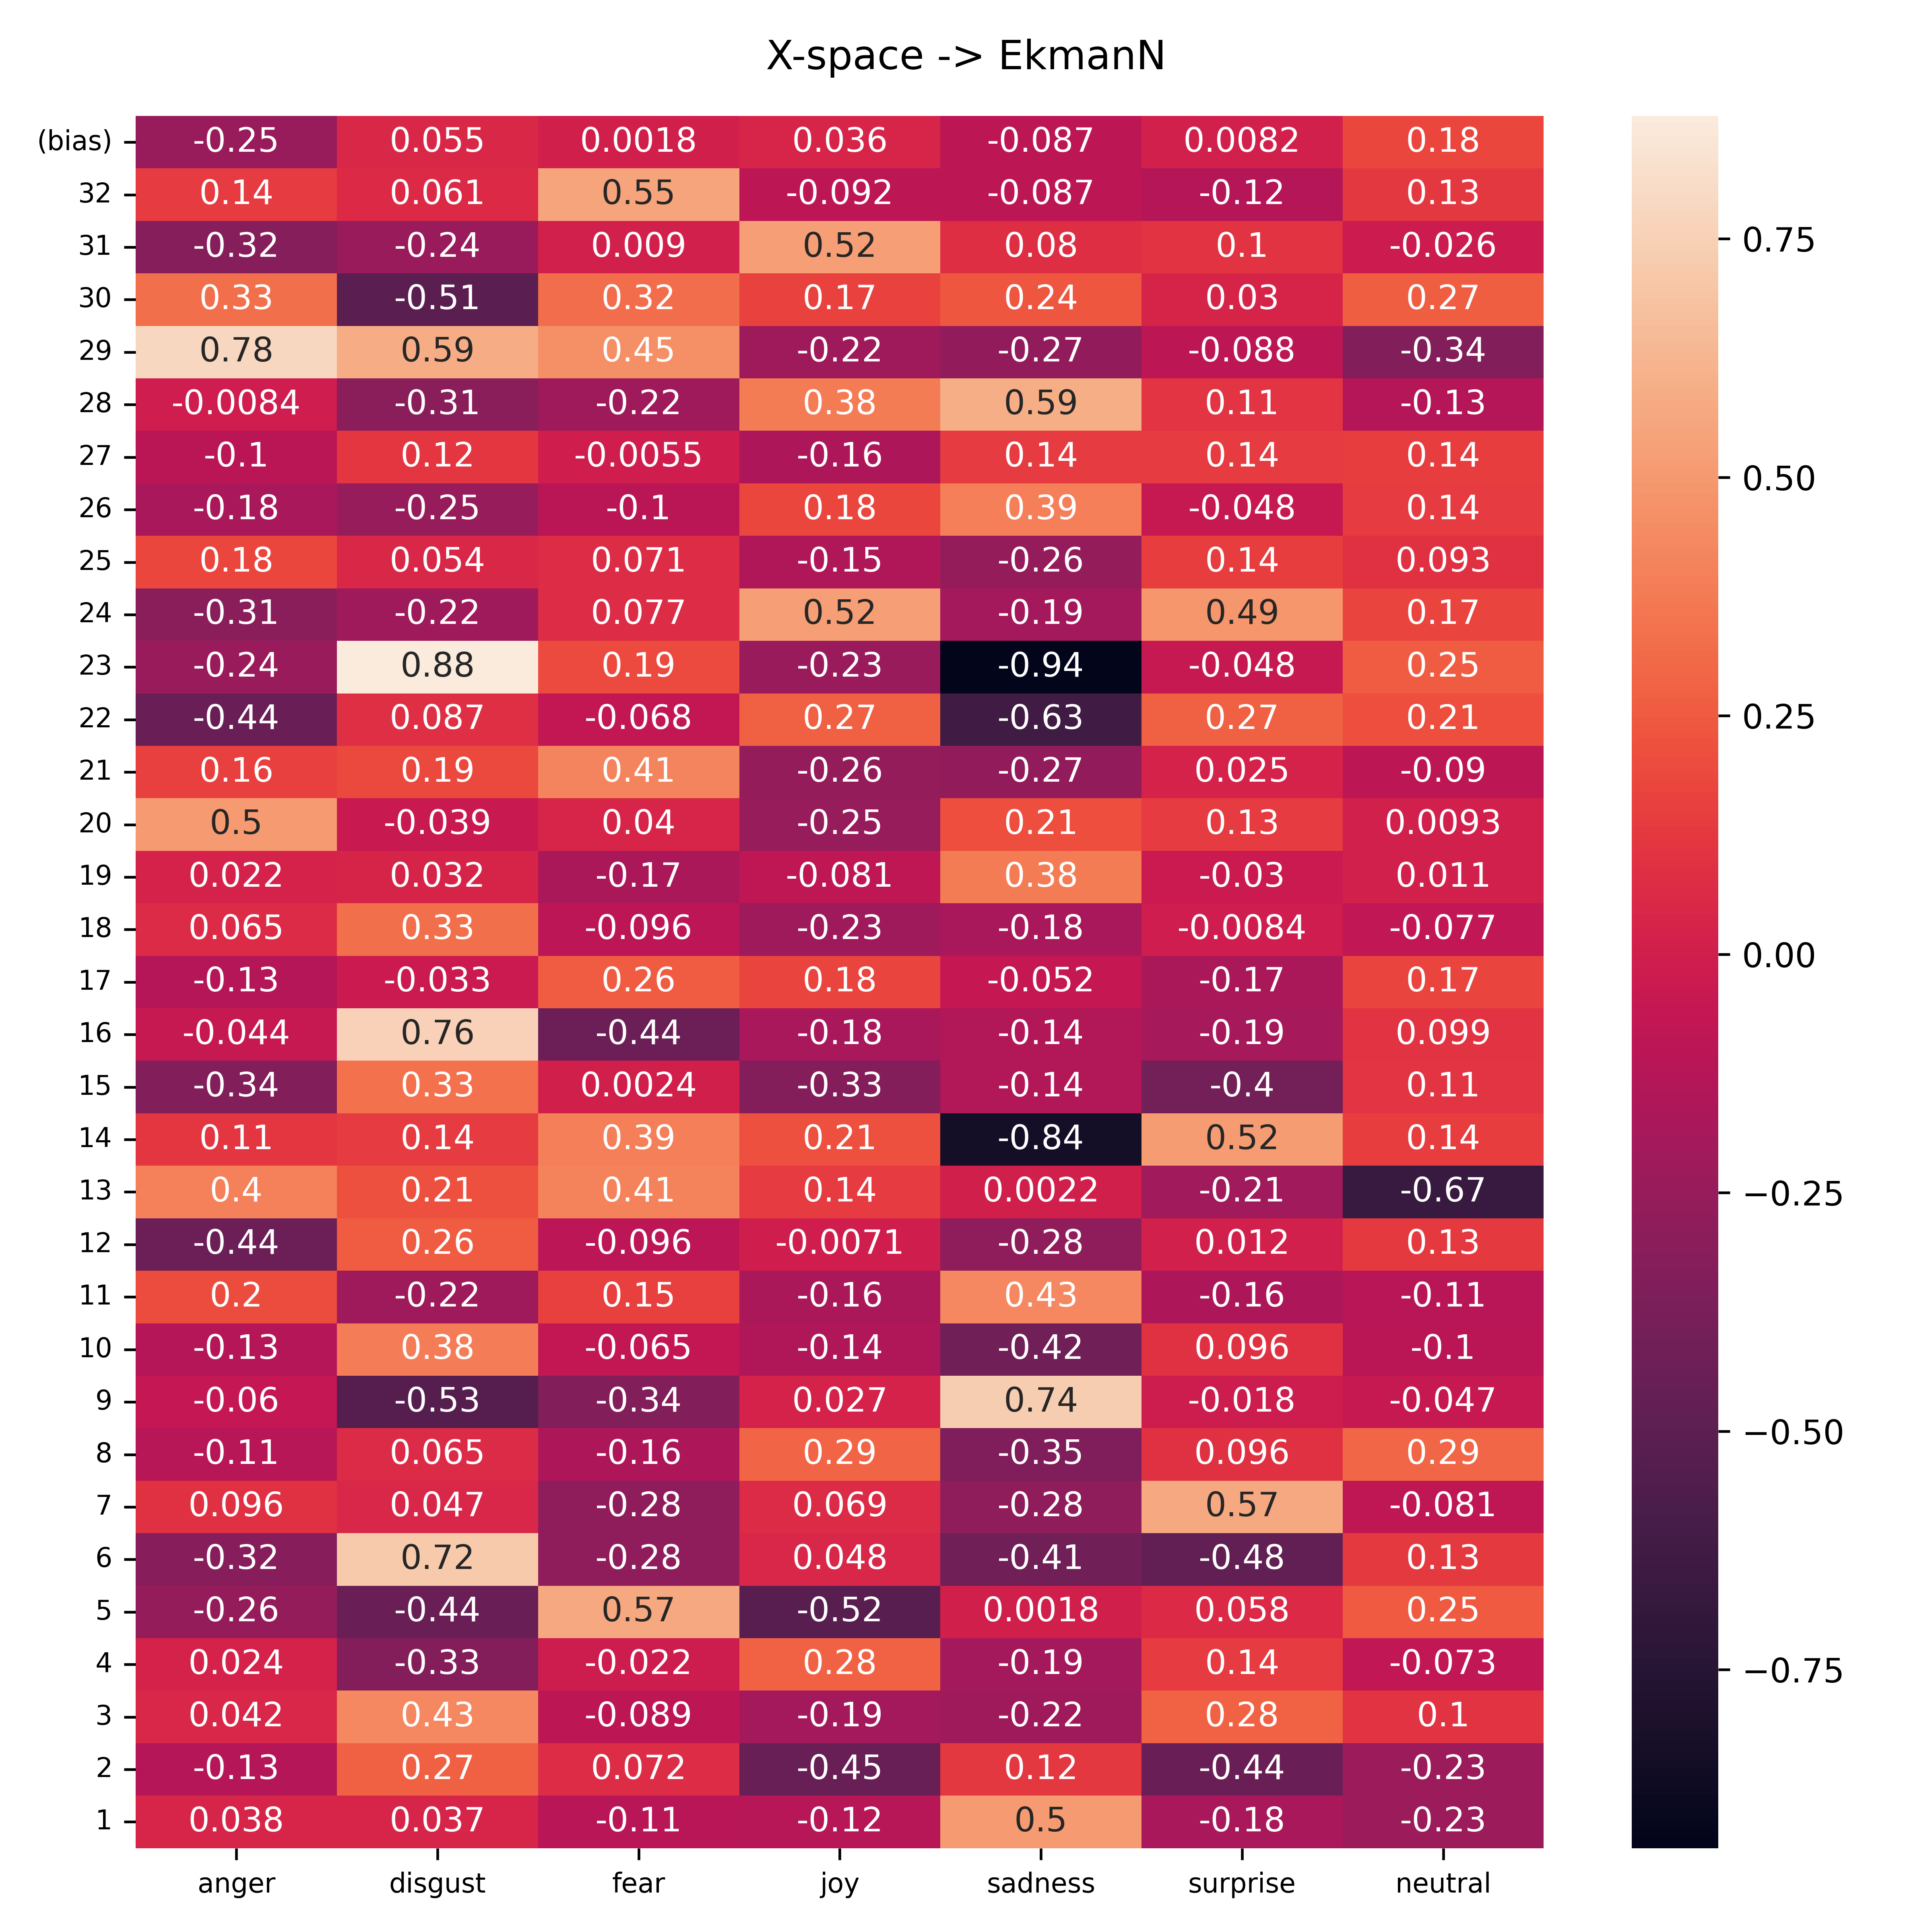 X-space -> EkmanN
(bias) -0.25 0.055 0.0018 0.036 -0.087 0.0082 0.18
32 0.14 0.061 0.55 -0.092 -0.087 -0.12 0.13
31 -0.32 -0.24 0.009 0.52 0.08 0.1 -0.026
30 0.33 -0.51 0.32 0.17 0.24 0.03 0.27
29 0.78 0.59 0.45 -0.22 -0.27 -0.088 -0.34
28 -0.0084 -0.31 -0.22 0.38 0.59 0.11 -0.13
27 -0.1 0.12 -0.0055 -0.16 0.14 0.14 0.14
26 -0.18 -0.25 -0.1 0.18 0.39 -0.048 0.14
25 0.18 0.054 0.071 -0.15 -0.26 0.14 0.093
24 -0.31 -0.22 0.077 0.52 -0.19 0.49 0.17
23 -0.24 0.88 0.19 -0.23 -0.94 -0.048 0.25
22 -0.44 0.087 -0.068 0.27 -0.63 0.27 0.21
21 0.16 0.19 0.41 -0.26 -0.27 0.025 -0.09
20 0.5 -0.039 0.04 -0.25 0.21 0.13 0.0093
19 0.022 0.032 -0.17 -0.081 0.38 -0.03 0.011
18 0.065 0.33 -0.096 -0.23 -0.18 -0.0084 -0.077
17 -0.13 -0.033 0.26 0.18 -0.052 -0.17 0.17
16 -0.044 0.76 -0.44 -0.18 -0.14 -0.19 0.099
15 -0.34 0.33 0.0024 -0.33 -0.14 -0.4 0.11
14 0.11 0.14 0.39 0.21 -0.84 0.52 0.14
13 0.4 0.21 0.41 0.14 0.0022 -0.21 -0.67
12 -0.44 0.26 -0.096 -0.0071 -0.28 0.012 0.13
11 0.2 -0.22 0.15 -0.16 0.43 -0.16 -0.11
10 -0.13 0.38 -0.065 -0.14 -0.42 0.096 -0.1
9 -0.06 -0.53 -0.34 0.027 0.74 -0.018 -0.047
8 -0.11 0.065 -0.16 0.29 -0.35 0.096 0.29
7 0.096 0.047 -0.28 0.069 -0.28 0.57 -0.081
6 -0.32 0.72 -0.28 0.048 -0.41 -0.48 0.13
5 -0.26 -0.44 0.57 -0.52 0.0018 0.058 0.25
4 0.024 -0.33 -0.022 0.28 -0.19 0.14 -0.073
3 0.042 0.43 -0.089 -0.19 -0.22 0.28 0.1
2 -0.13 0.27 0.072 -0.45 0.12 -0.44 -0.23
1 0.038 0.037 -0.11 -0.12 0.5 -0.18 -0.23
anger disgust fear joy sadness surprise neutral
0.75
0.50
0.25
0.00
−0.25
−0.50
−0.75